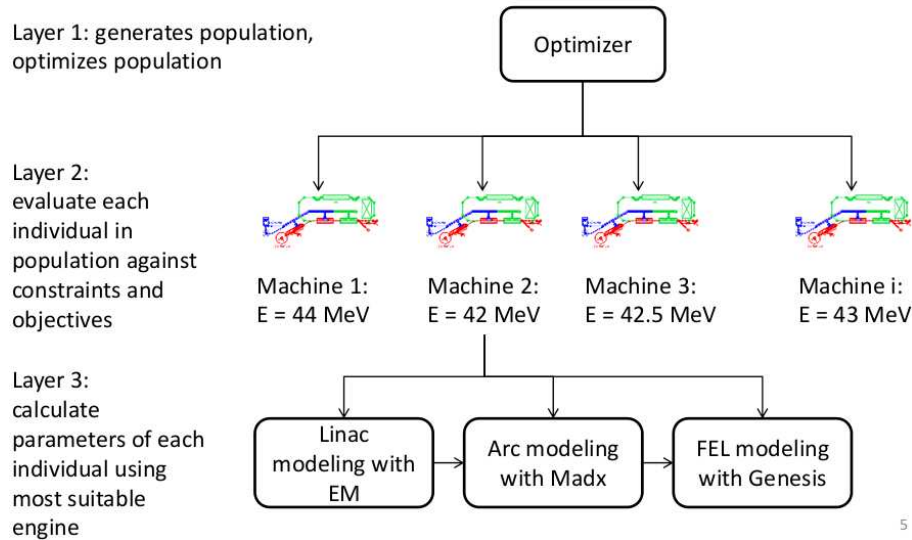 Layer 1: generates population,
optimizes population
Optimizer
Layer 2:
evaluate each
individual in
population against
constraints and
objectives
Machine 1:
E = 44 MeV
Machine 2:
E = 42 MeV
Machine 3:
E = 42.5 MeV
Machine i:
E = 43 MeV
Layer 3:
calculate
parameters of each
individual using
most suitable
engine
Linac
modeling with
EM
Arc modeling
with Madx
FEL modeling
with Genesis
5